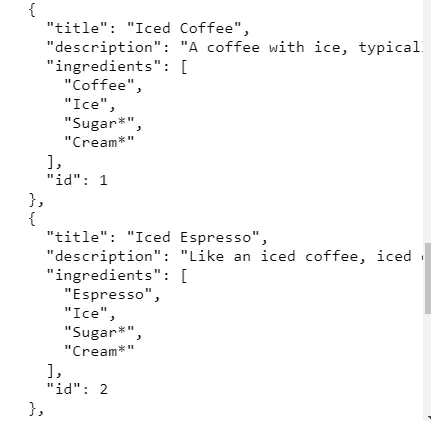 {
"title": "Iced Coffee",
"description": "A coffee with ice, typical
"ingredients": [
"Coffee",
"Ice",
"Sugar*",
"Cream*"
],
"id": 1
},
{
"title": "Iced Espresso",
"description": "Like an iced coffee, iced
"ingredients": [
"Espresso",
"Ice",
"Sugar*",
"Cream*"
],
"id": 2
},